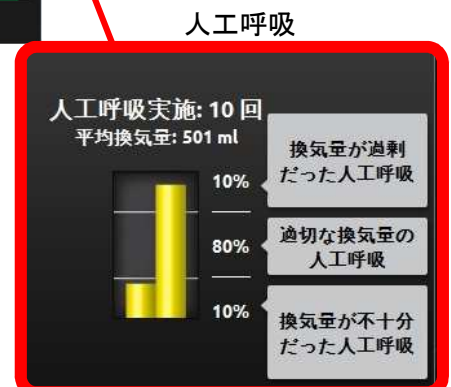 人工呼吸
人工呼吸実施: 10 回
平均換気量: 501 ml
10%
換気量が過剰
だった人工呼吸
80%
適切な換気量の
人工呼吸
10%
換気量が不十分
だった人工呼吸